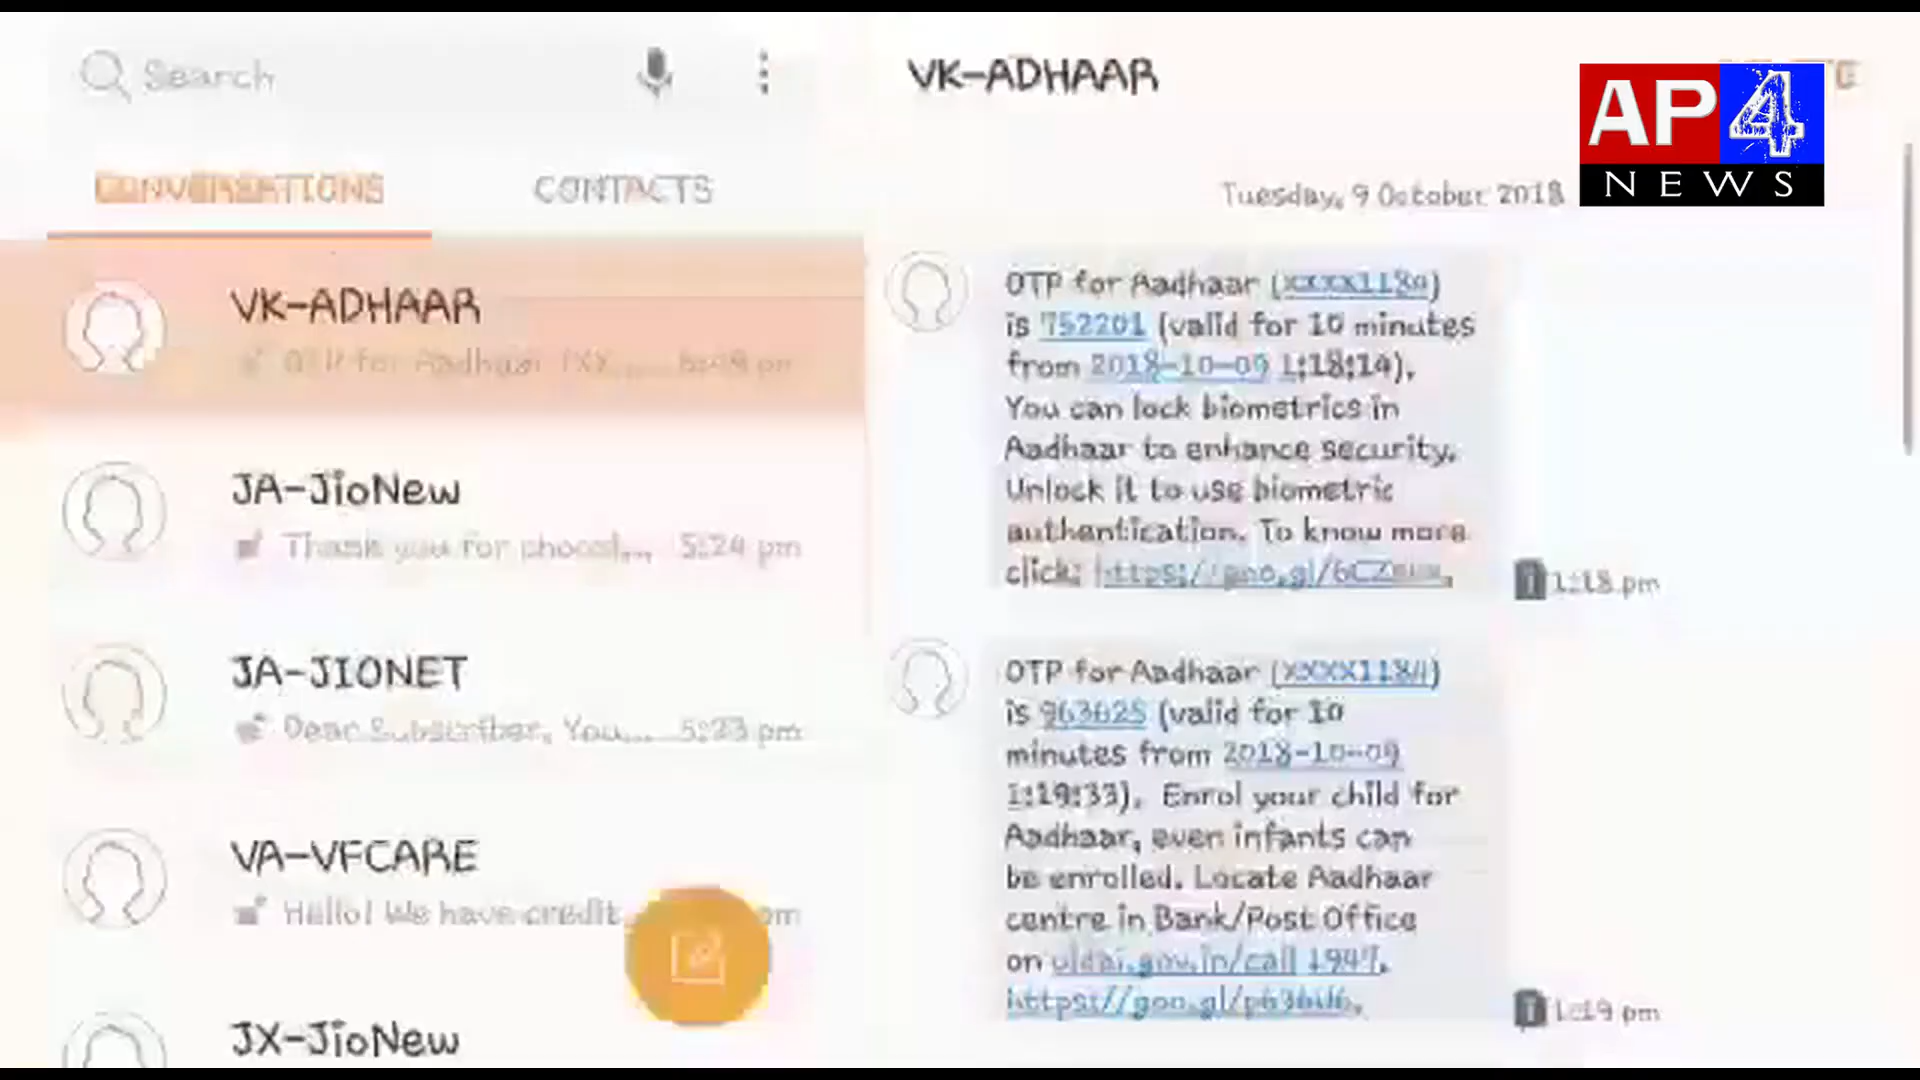 Search
CONVERSATIONS
CONTACTS
VK-ADHAAR
OTP for Aadhaar (XX....
JA-JioNew
Thank you for 5:24 pm
JA-JIONET
Dear Subscriber, You... 5:23 pm
VA-VFCARE
Hello! We have credit pm
JX-JioNew
VK-ADHAAR
AP4
NEWS
Tuesday, 9 October 2018
OTP for Aadhaar
is 752201 (valid for 10 minutes
from 2018-10-09 1:18:14).
You can lock biometrics in
Aadhaar to enhance security.
Unlock it to use biometric
authentication. To know more
click:
1:18 pm
OTP for Aadhaar
is 963625 (valid for 10
minutes from 2018-10-09
1:19:33). Enrol your child for
Aadhaar, even infants can
be enrolled. Locate Aadhaar
centre in Bank/Post Office
on uidai.gov.in/call 1947.
1:19 pm